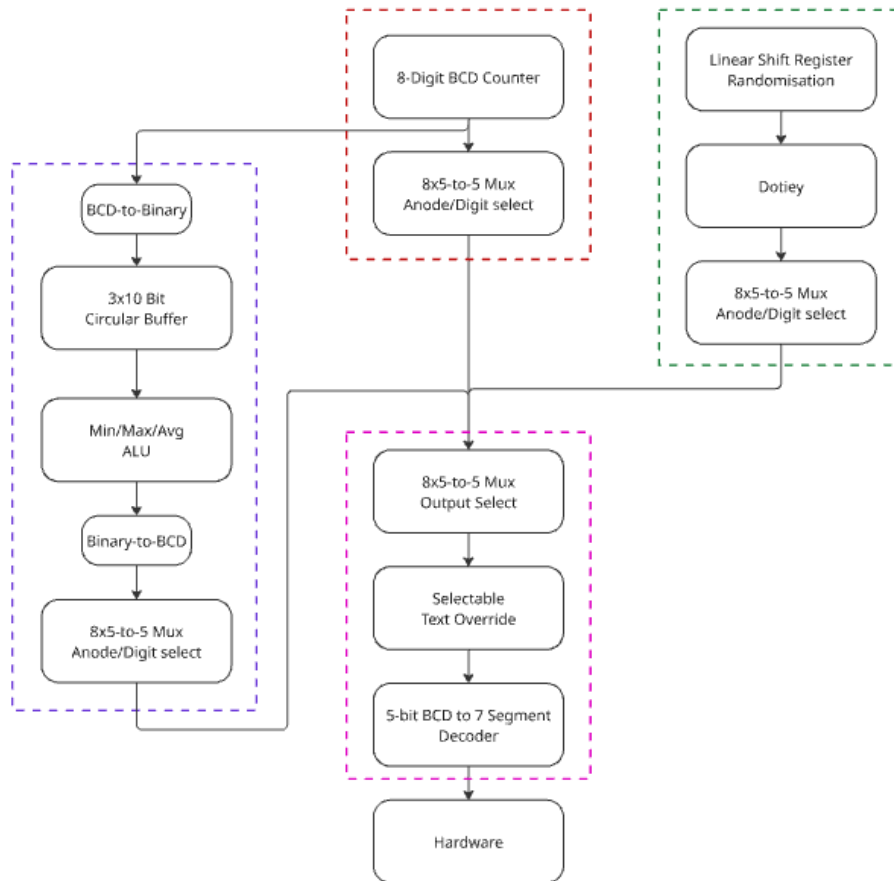 8-Digit BCD Counter
8x5-to-5 Mux
Anode/Digit select
Linear Shift Register
Randomisation
Dotiey
8x5-to-5 Mux
Anode/Digit select
BCD-to-Binary
3x10 Bit
Circular Buffer
Min/Max/Avg
ALU
Binary-to-BCD
8x5-to-5 Mux
Anode/Digit select
8x5-to-5 Mux
Output Select
Selectable
Text Override
5-bit BCD to 7 Segment
Decoder
Hardware